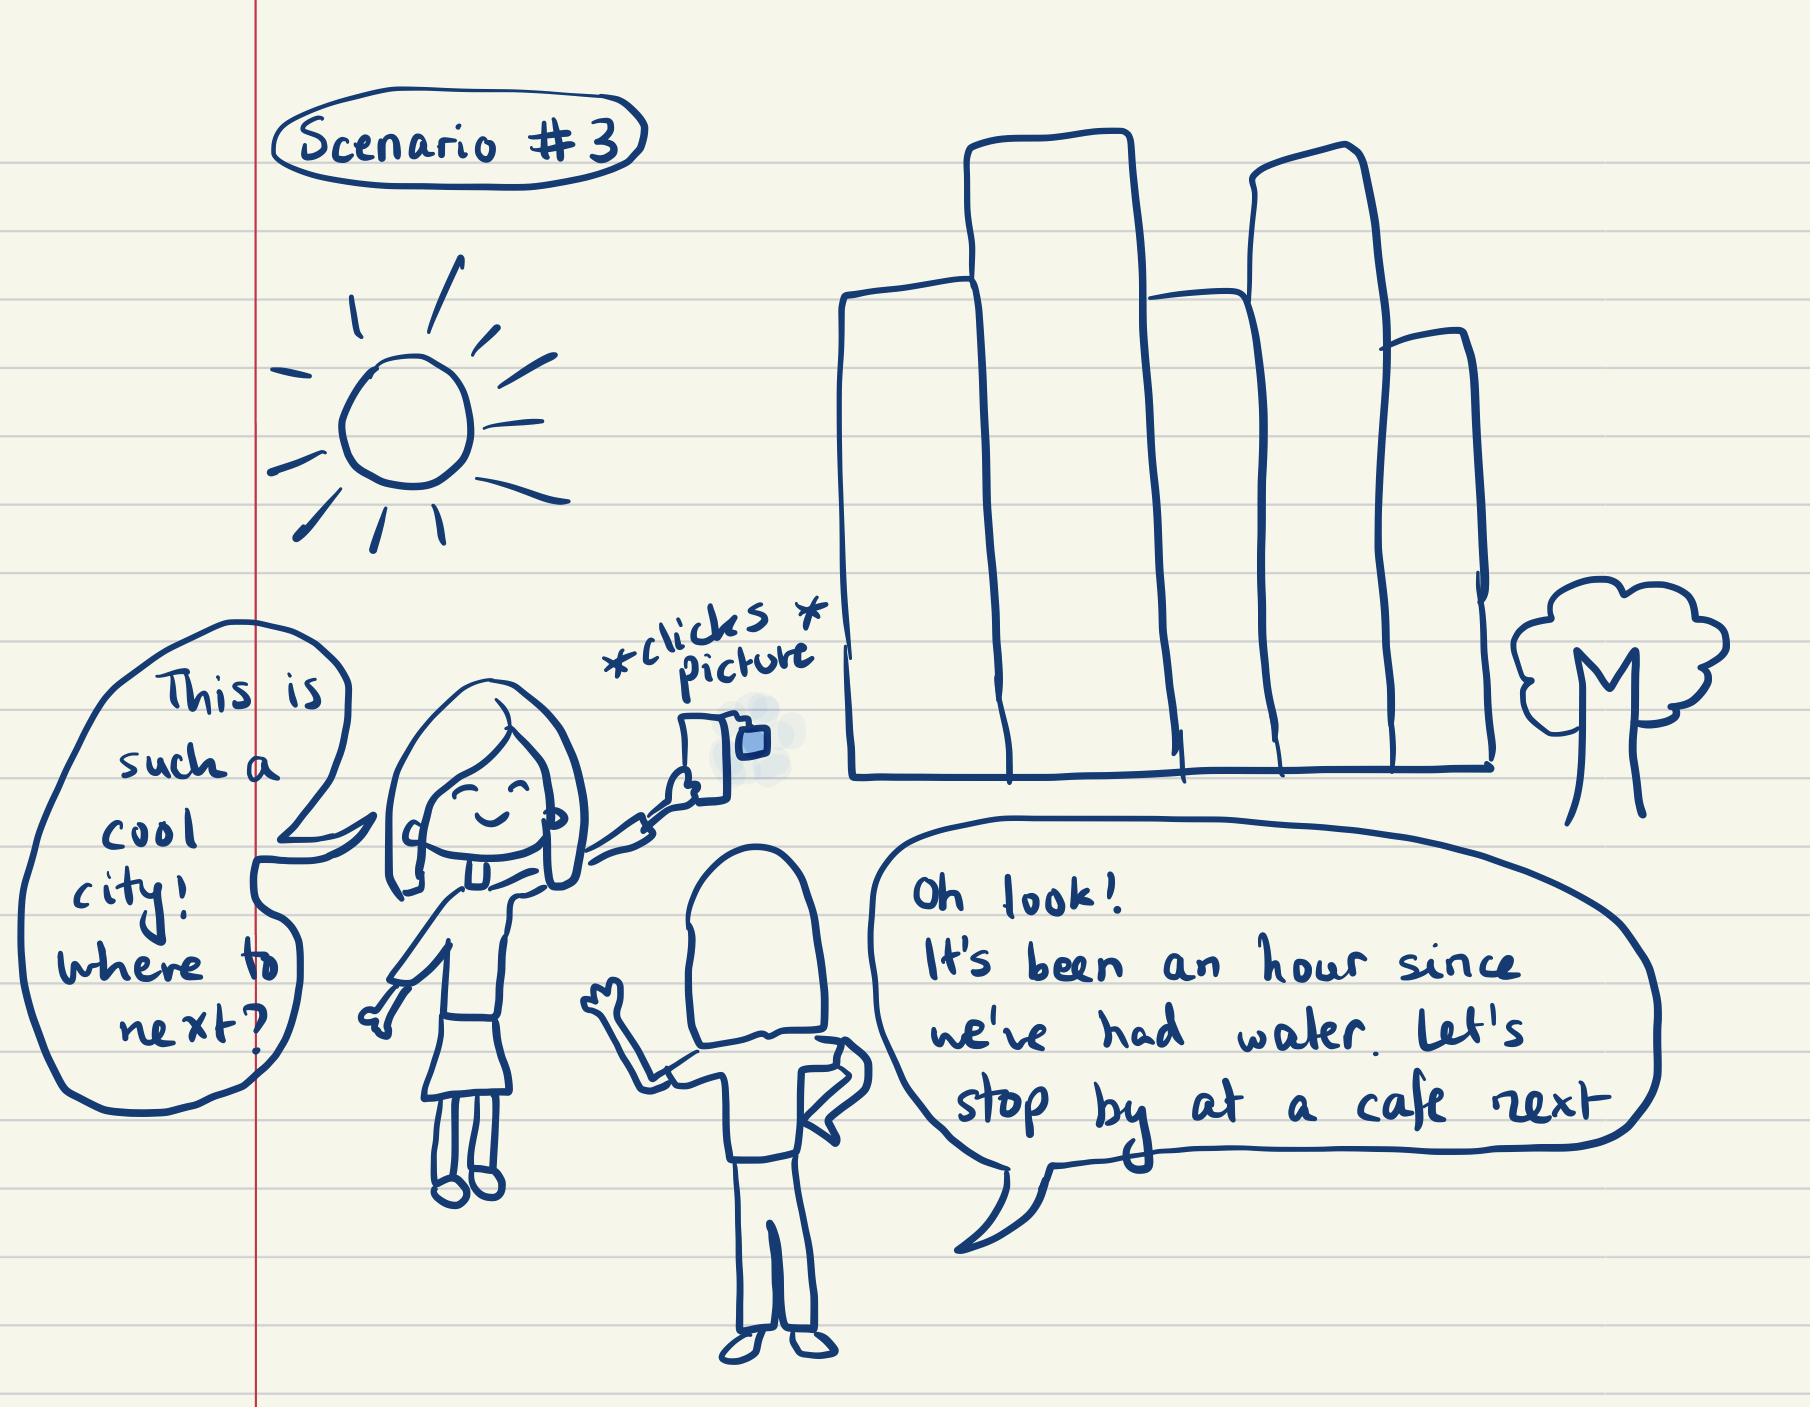 Scenario #3
*clicks *
picture
This is
such a
cool
city!
where to
next?
Oh look!
It's been an hour since
we've had water. Let's
stop by at a cafe next